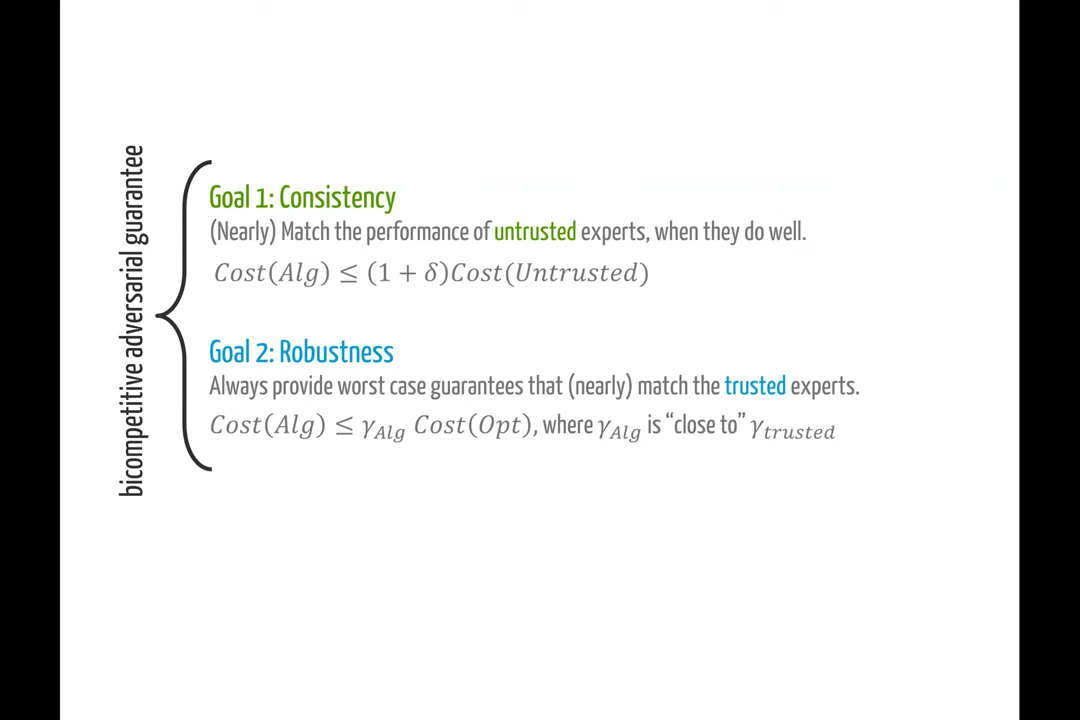 bicompetitive adversarial guarantee
Goal 1: Consistency
(Nearly) Match the performance of untrusted experts, when they do well.
Cost(Alg) ≤ (1 + δ)Cost(Untrusted)
Goal 2: Robustness
Always provide worst case guarantees that (nearly) match the trusted experts.
Cost(Alg) ≤ γ_Alg Cost(Opt), where γ_Alg is “close to” γ_trusted